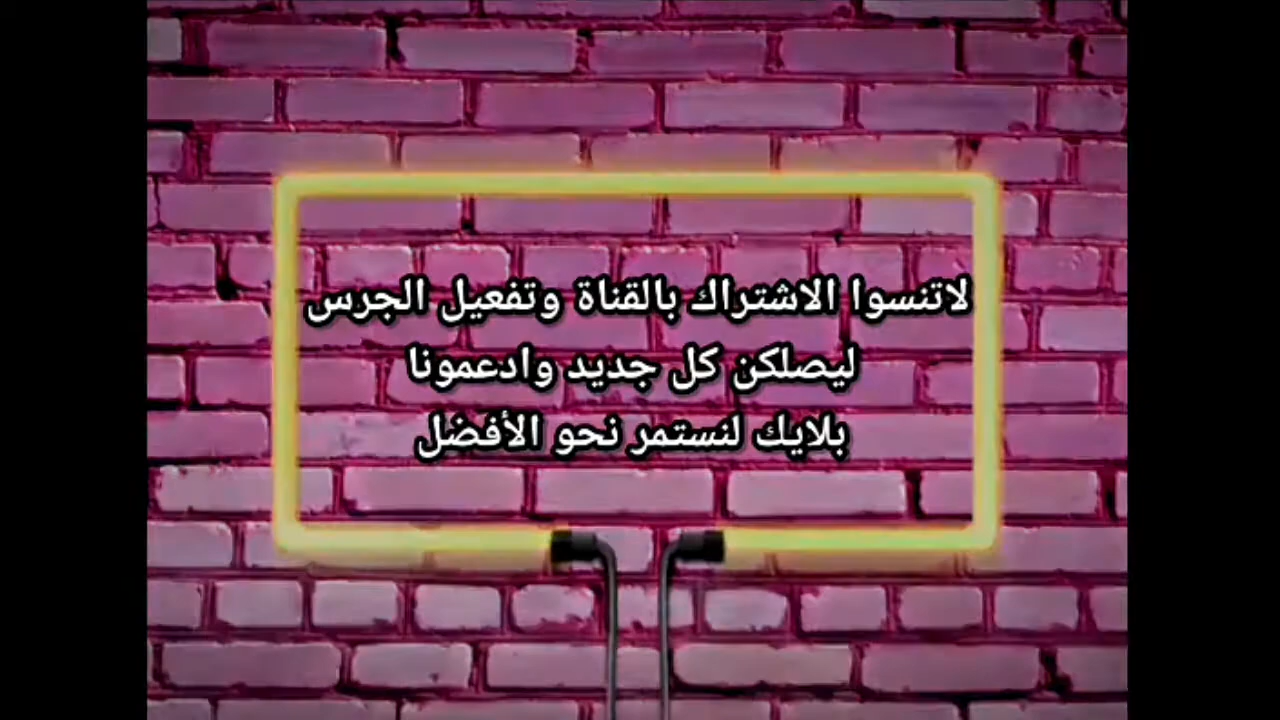 لاتنسوا الاشتراك بالقناة وتفعيل الجرس
ليصلكن كل جديد وادعمونا
بلايك لنستمر نحو الأفضل